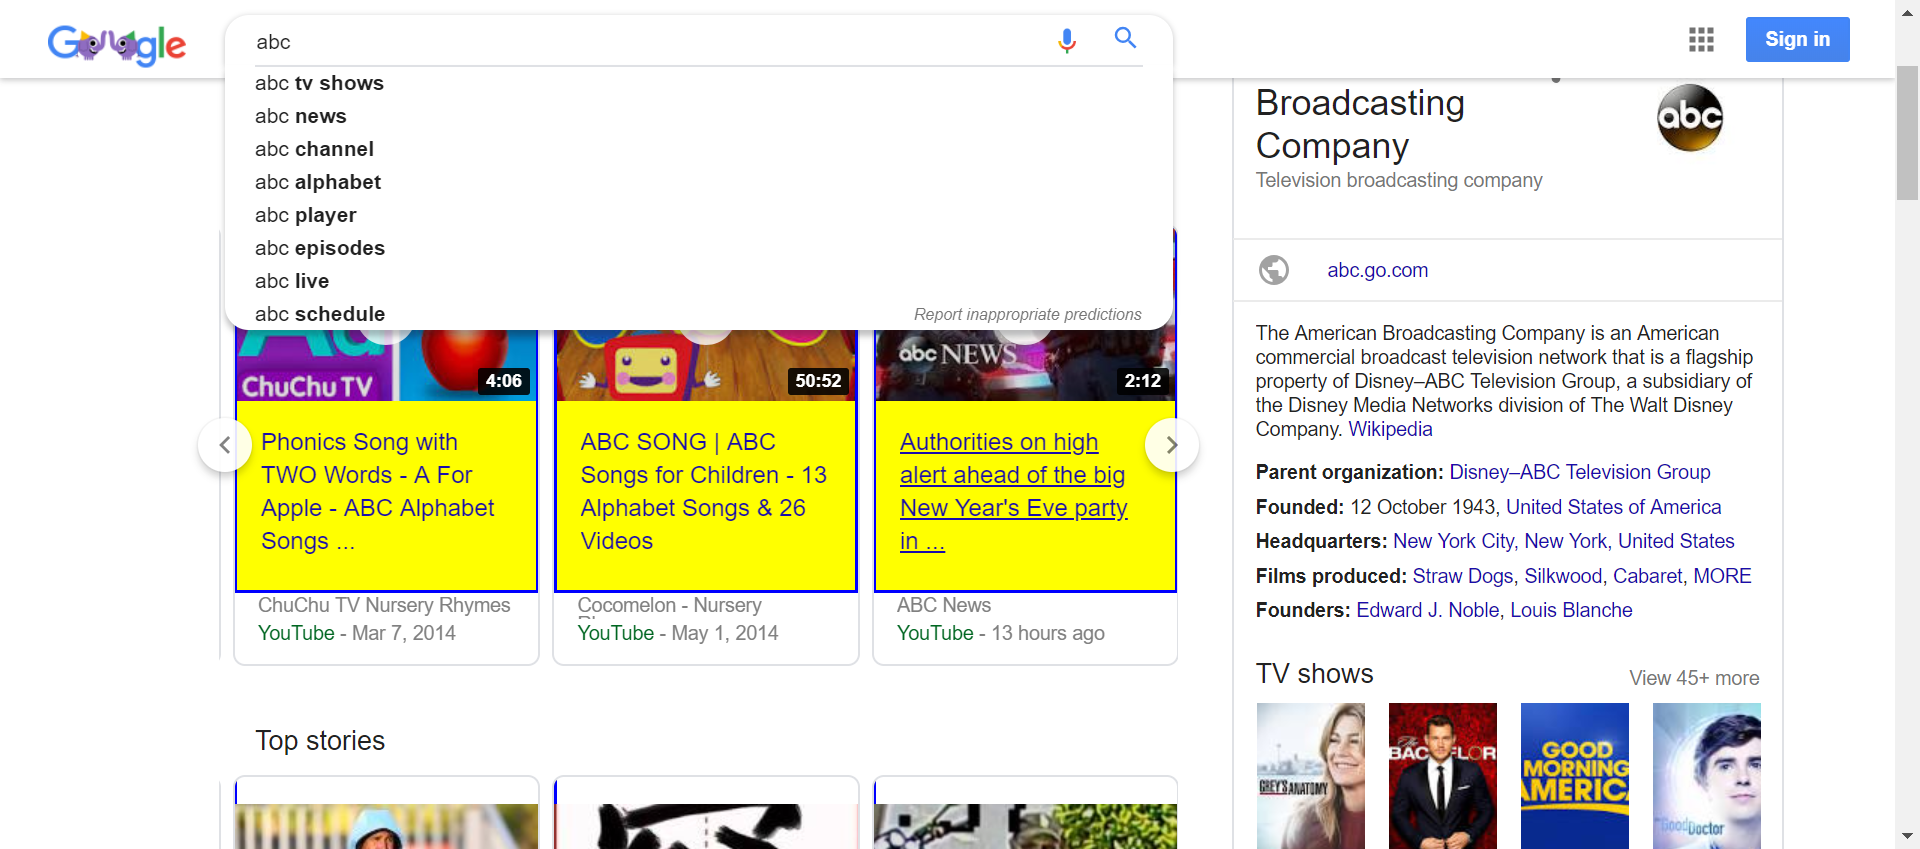 Google
abc
Sign in
abc tv shows
abc news
abc channel
abc alphabet
abc player
abc episodes
abc live
abc schedule
Report inappropriate predictions
ChuChu TV
4:06
50:52
abc NEWS
2:12
Phonics Song with
TWO Words - A For
Apple - ABC Alphabet
Songs ...
ABC SONG | ABC
Songs for Children - 13
Alphabet Songs & 26
Videos
Authorities on high
alert ahead of the big
New Year's Eve party
in ...
ChuChu TV Nursery Rhymes
YouTube - Mar 7, 2014
Cocomelon - Nursery
YouTube - May 1, 2014
ABC News
YouTube - 13 hours ago
Top stories
Broadcasting
Company
abc
Television broadcasting company
abc.go.com
The American Broadcasting Company is an American
commercial broadcast television network that is a flagship
property of Disney–ABC Television Group, a subsidiary of
the Disney Media Networks division of The Walt Disney
Company. Wikipedia
Parent organization: Disney–ABC Television Group
Founded: 12 October 1943, United States of America
Headquarters: New York City, New York, United States
Films produced: Straw Dogs, Silkwood, Cabaret, MORE
Founders: Edward J. Noble, Louis Blanche
TV shows
View 45+ more
GREY'S ANATOMY
The
BACHELOR
GOOD
MORNING
AMERICA
The Good Doctor